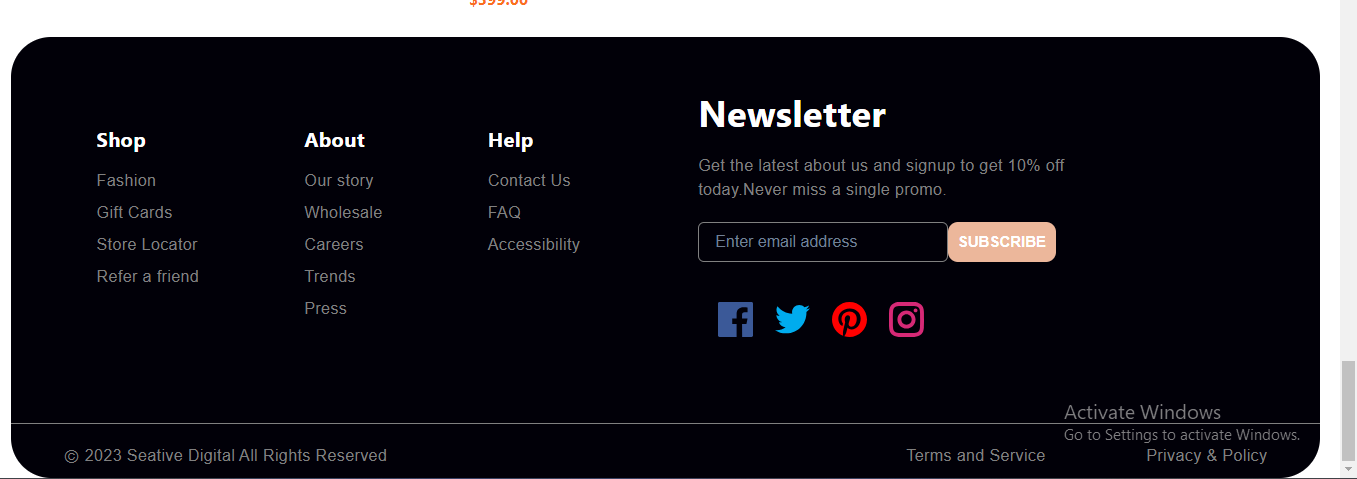 $599.00
Shop
Fashion
Gift Cards
Store Locator
Refer a friend
About
Our story
Wholesale
Careers
Trends
Press
Help
Contact Us
FAQ
Accessibility
Newsletter
Get the latest about us and signup to get 10% off
today.Never miss a single promo.
Enter email address
SUBSCRIBE
Activate Windows
Go to Settings to activate Windows.
© 2023 Seative Digital All Rights Reserved
Terms and Service
Privacy & Policy